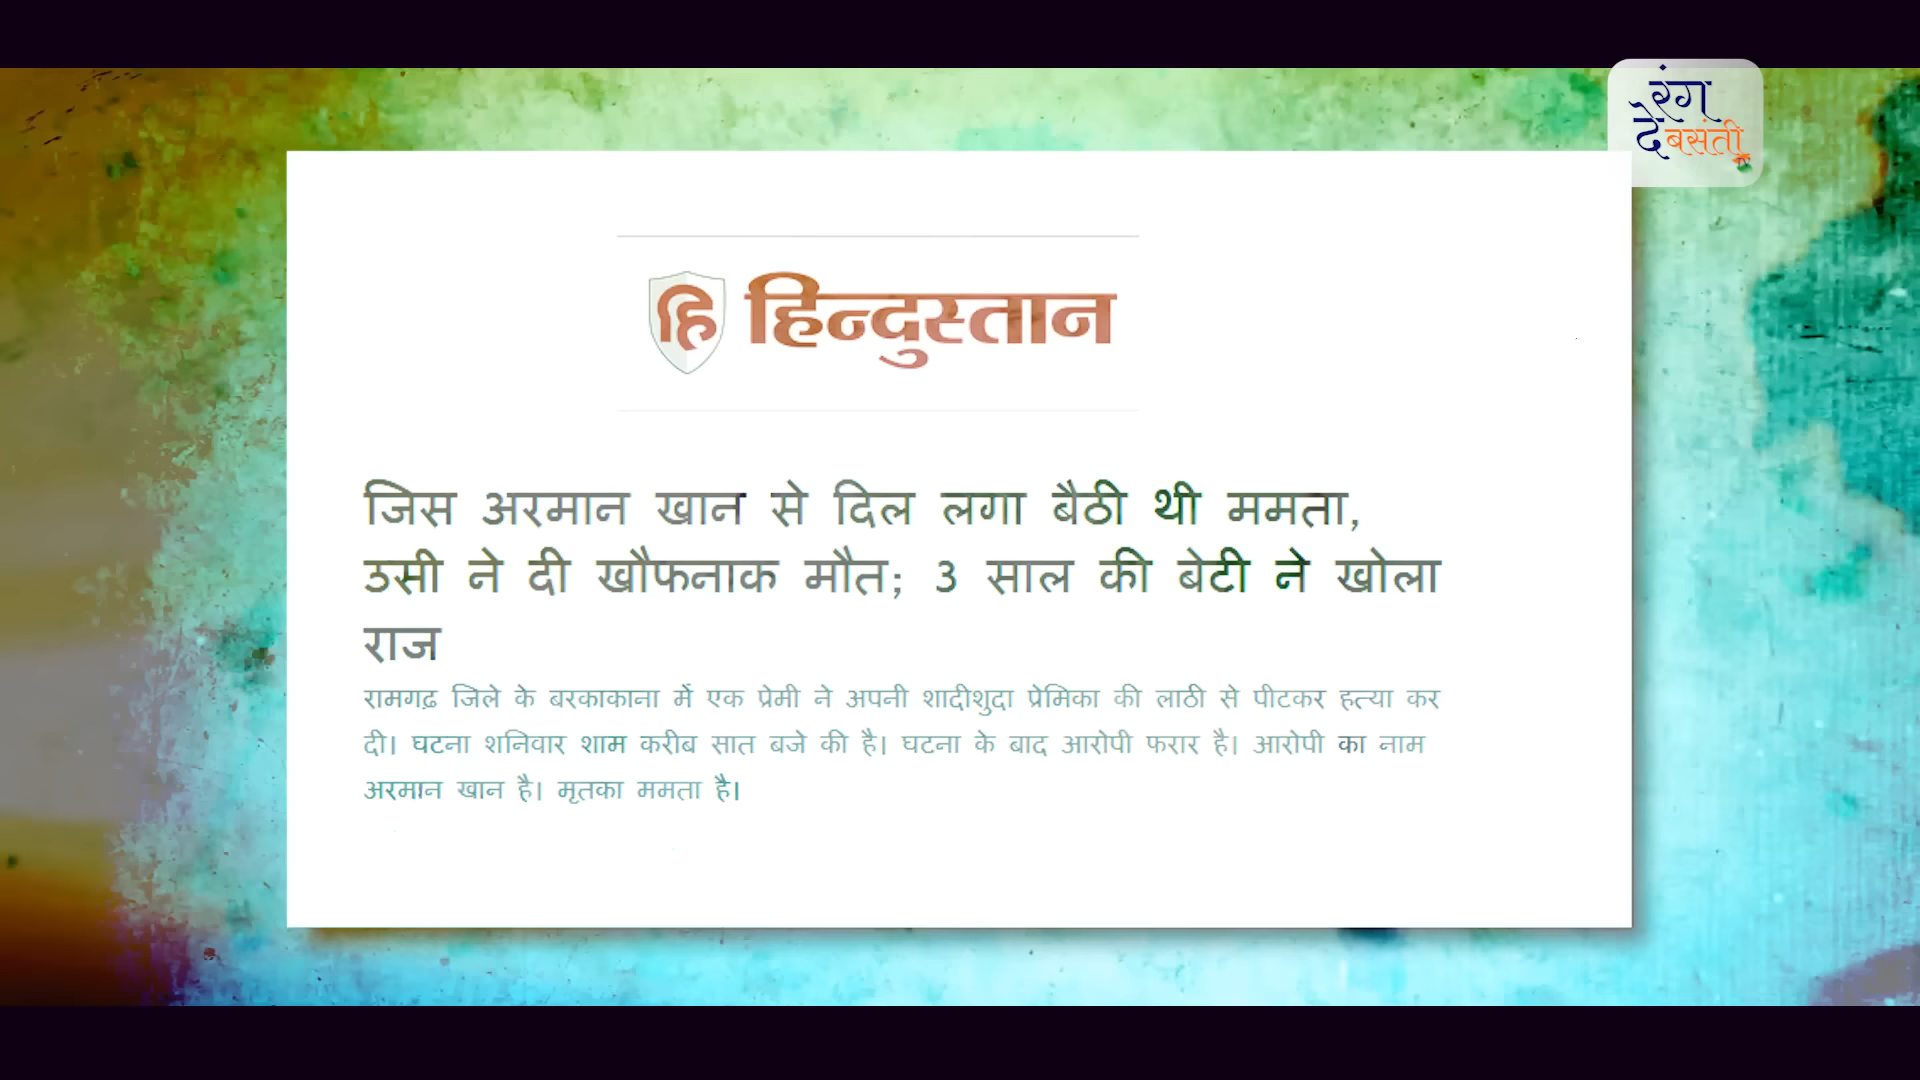 रंग
दे बसंती
हि हिन्दुस्तान
जिस अरमान खान से दिल लगा बैठी थी ममता,
उसी ने दी खौफनाक मौत; 3 साल की बेटी ने खोला
राज
रामगढ़ जिले के बरकाकाना में एक प्रेमी ने अपनी शादीशुदा प्रेमिका की लाठी से पीटकर हत्या कर
दी। घटना शनिवार शाम करीब सात बजे की है। घटना के बाद आरोपी फरार है। आरोपी का नाम
अरमान खान है। मृतका ममता है।